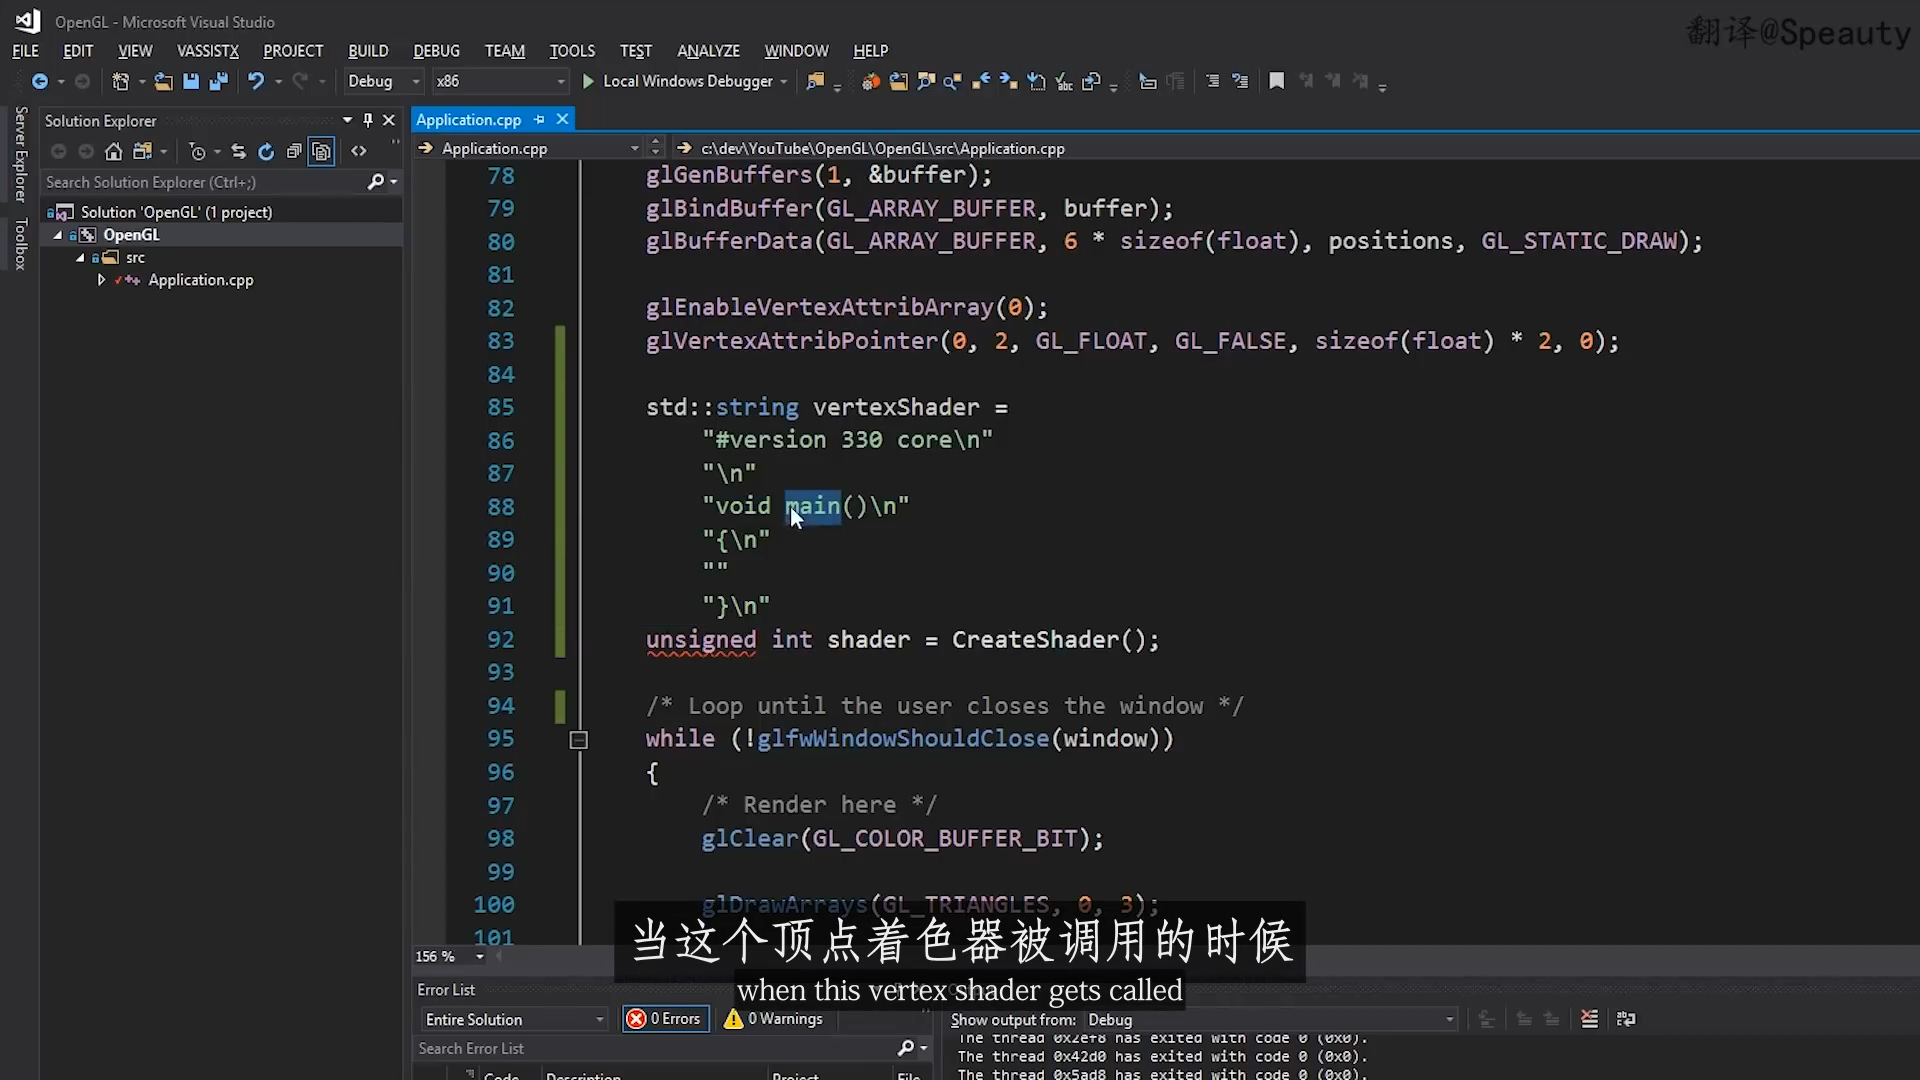 OpenGL - Microsoft Visual Studio
翻译@Speauty
FILE EDIT VIEW VASSISTX PROJECT BUILD DEBUG TEAM TOOLS TEST ANALYZE WINDOW HELP
Debug x86 Local Windows Debugger
Server Explorer
Toolbox
Solution Explorer
Search Solution Explorer (Ctrl+;)
Solution 'OpenGL' (1 project)
OpenGL
src
Application.cpp
Application.cpp
Application.cpp c:\dev\YouTube\OpenGL\OpenGL\src\Application.cpp
78 glGenBuffers(1, &buffer);
79 glBindBuffer(GL_ARRAY_BUFFER, buffer);
80 glBufferData(GL_ARRAY_BUFFER, 6 * sizeof(float), positions, GL_STATIC_DRAW);
81
82 glEnableVertexAttribArray(0);
83 glVertexAttribPointer(0, 2, GL_FLOAT, GL_FALSE, sizeof(float) * 2, 0);
84
85 std::string vertexShader =
86 "#version 330 core\n"
87 "\n"
88 "void main()\n"
89 "{\n"
90 ""
91 "}\n"
92 unsigned int shader = CreateShader();
93
94 /* Loop until the user closes the window */
95 while (!glfwWindowShouldClose(window))
96 {
97 /* Render here */
98 glClear(GL_COLOR_BUFFER_BIT);
99
100 glDrawArrays(GL_TRIANGLES, 0, 3);
101
当这个顶点着色器被调用的时候
when this vertex shader gets called
156 %
Error List
Entire Solution 0 Errors 0 Warnings
Search Error List
Code Description Project File
Show output from: Debug
The thread 0x2ef8 has exited with code 0 (0x0).
The thread 0x42d0 has exited with code 0 (0x0).
The thread 0x5ad8 has exited with code 0 (0x0).